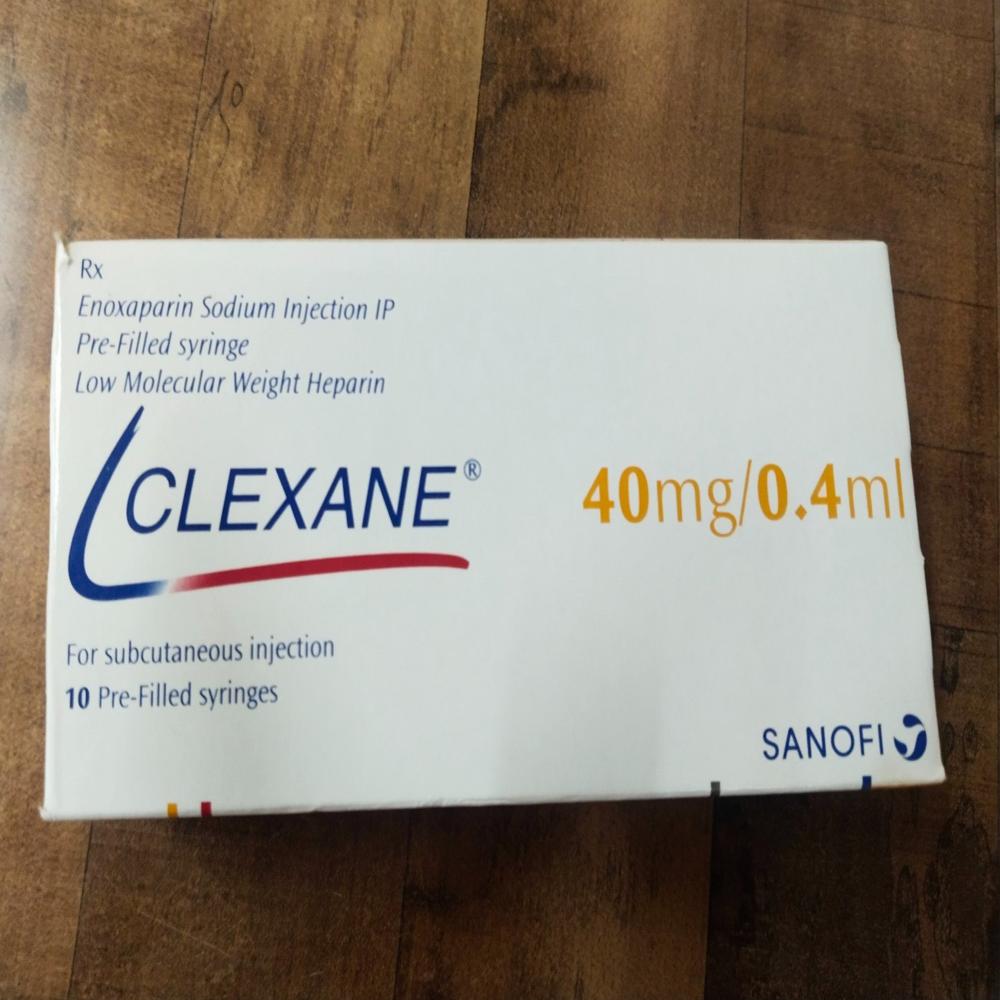 Rx
Enoxaparin Sodium Injection IP
Pre-Filled syringe
Low Molecular Weight Heparin
CLEXANE®
40mg/0.4ml
For subcutaneous injection
10 Pre-Filled syringes
SANOFI